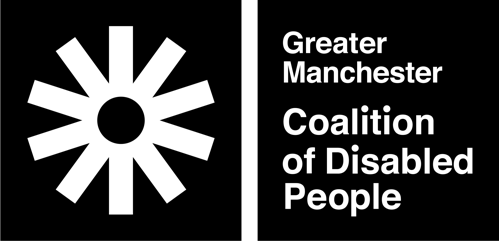 Greater
Manchester
Coalition
of Disabled
People